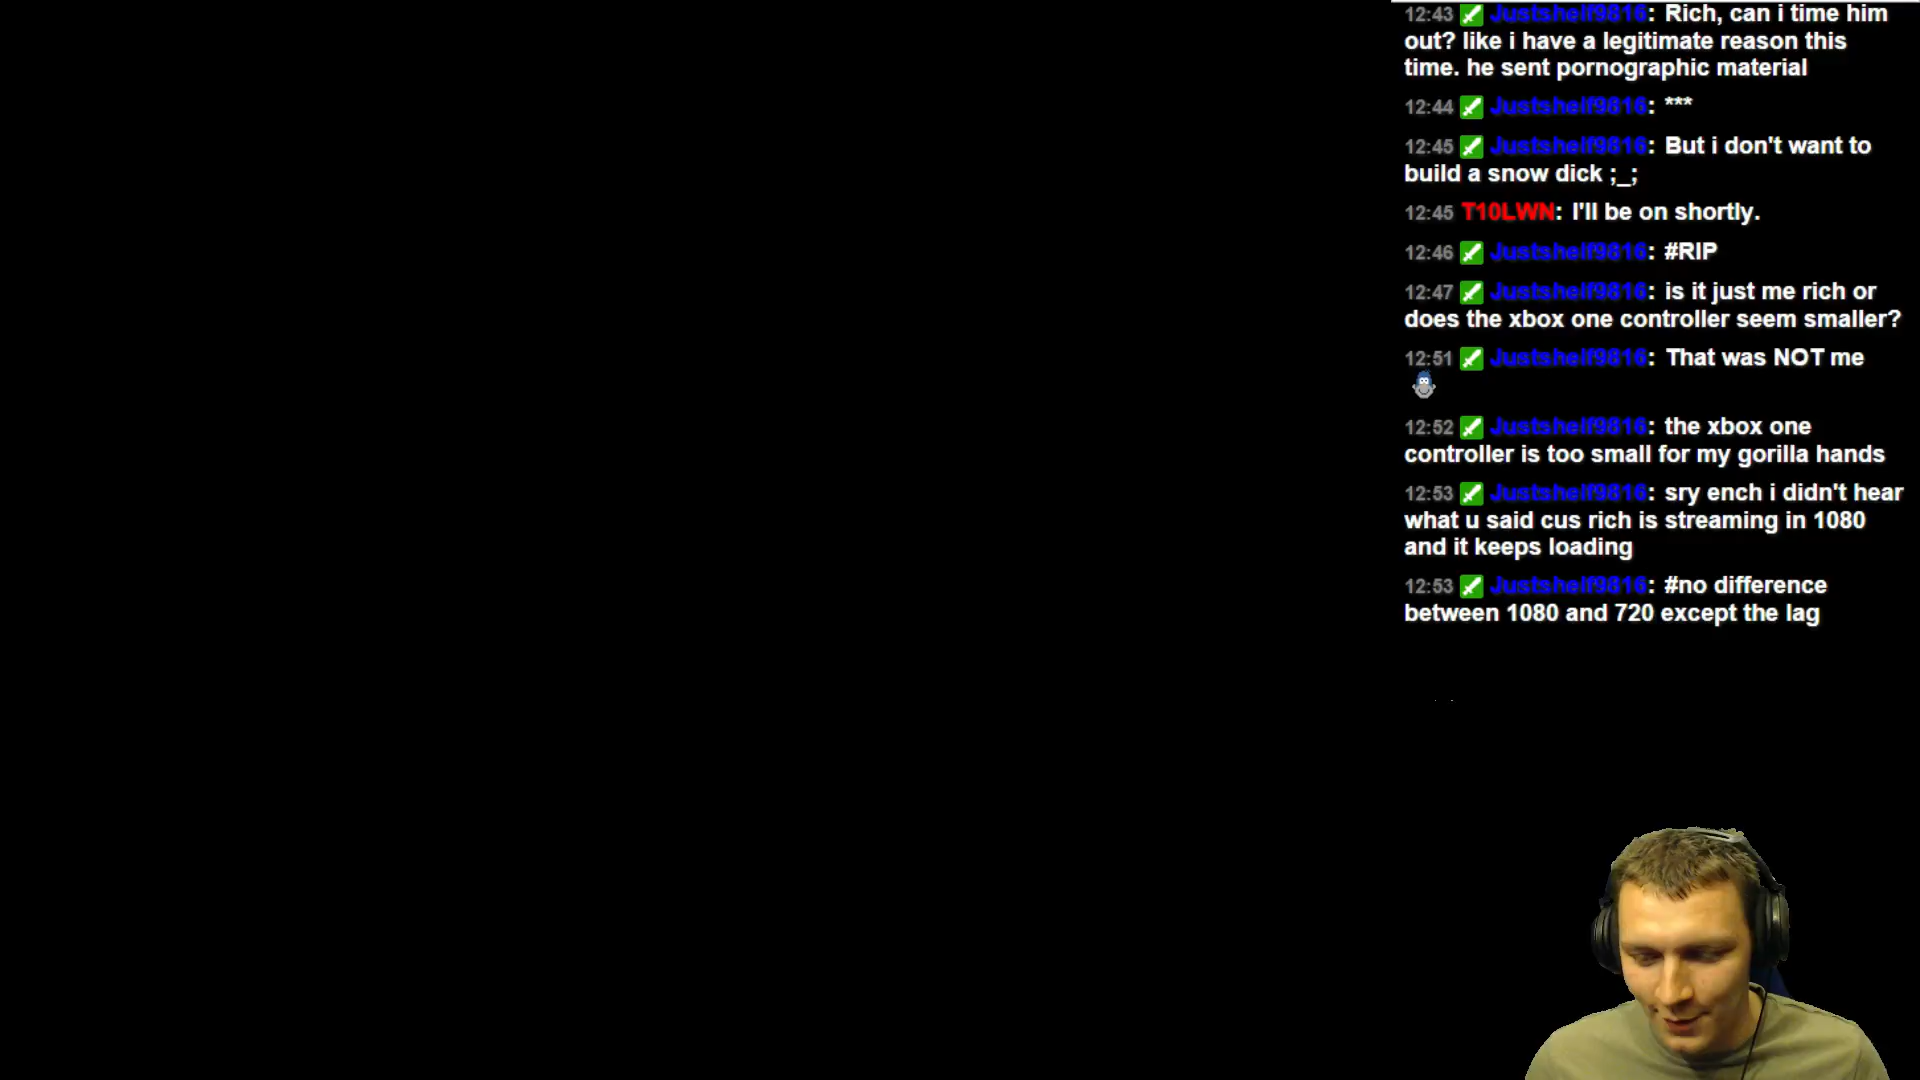 12:43 Justshelf9816: Rich, can i time him
out? like i have a legitimate reason this
time. he sent pornographic material
12:44 Justshelf9816: ***
12:45 Justshelf9816: But i don't want to
build a snow dick ;_;
12:45 T10LWN: I'll be on shortly.
12:46 Justshelf9816: #RIP
12:47 Justshelf9816: is it just me rich or
does the xbox one controller seem smaller?
12:51 Justshelf9816: That was NOT me
12:52 Justshelf9816: the xbox one
controller is too small for my gorilla hands
12:53 Justshelf9816: sry ench i didn't hear
what u said cus rich is streaming in 1080
and it keeps loading
12:53 Justshelf9816: #no difference
between 1080 and 720 except the lag